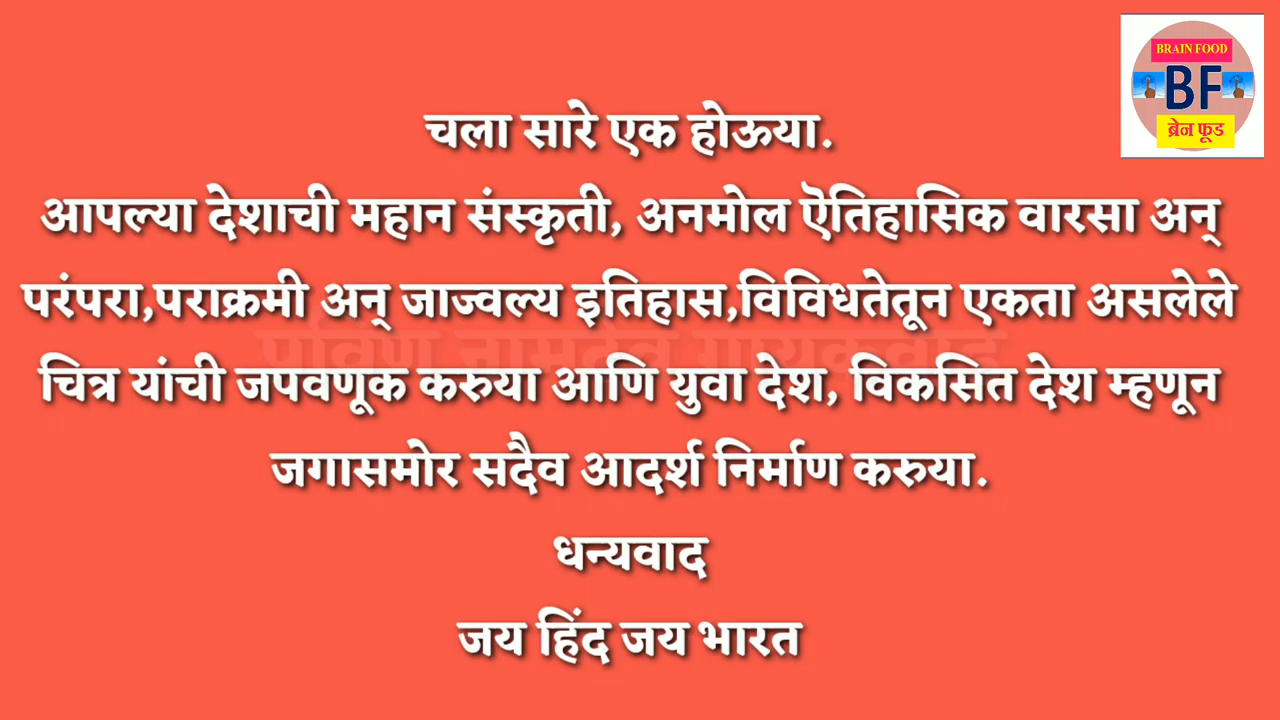 BRAIN FOOD
BF
ब्रेन फूड
चला सारे एक होऊया.
आपल्या देशाची महान संस्कृती, अनमोल ऎतिहासिक वारसा अन्
परंपरा,पराक्रमी अन् जाज्वल्य इतिहास,विविधतेतून एकता असलेले
चित्र यांची जपवणूक करुया आणि युवा देश, विकसित देश म्हणून
जगासमोर सदैव आदर्श निर्माण करुया.
धन्यवाद
जय हिंद जय भारत